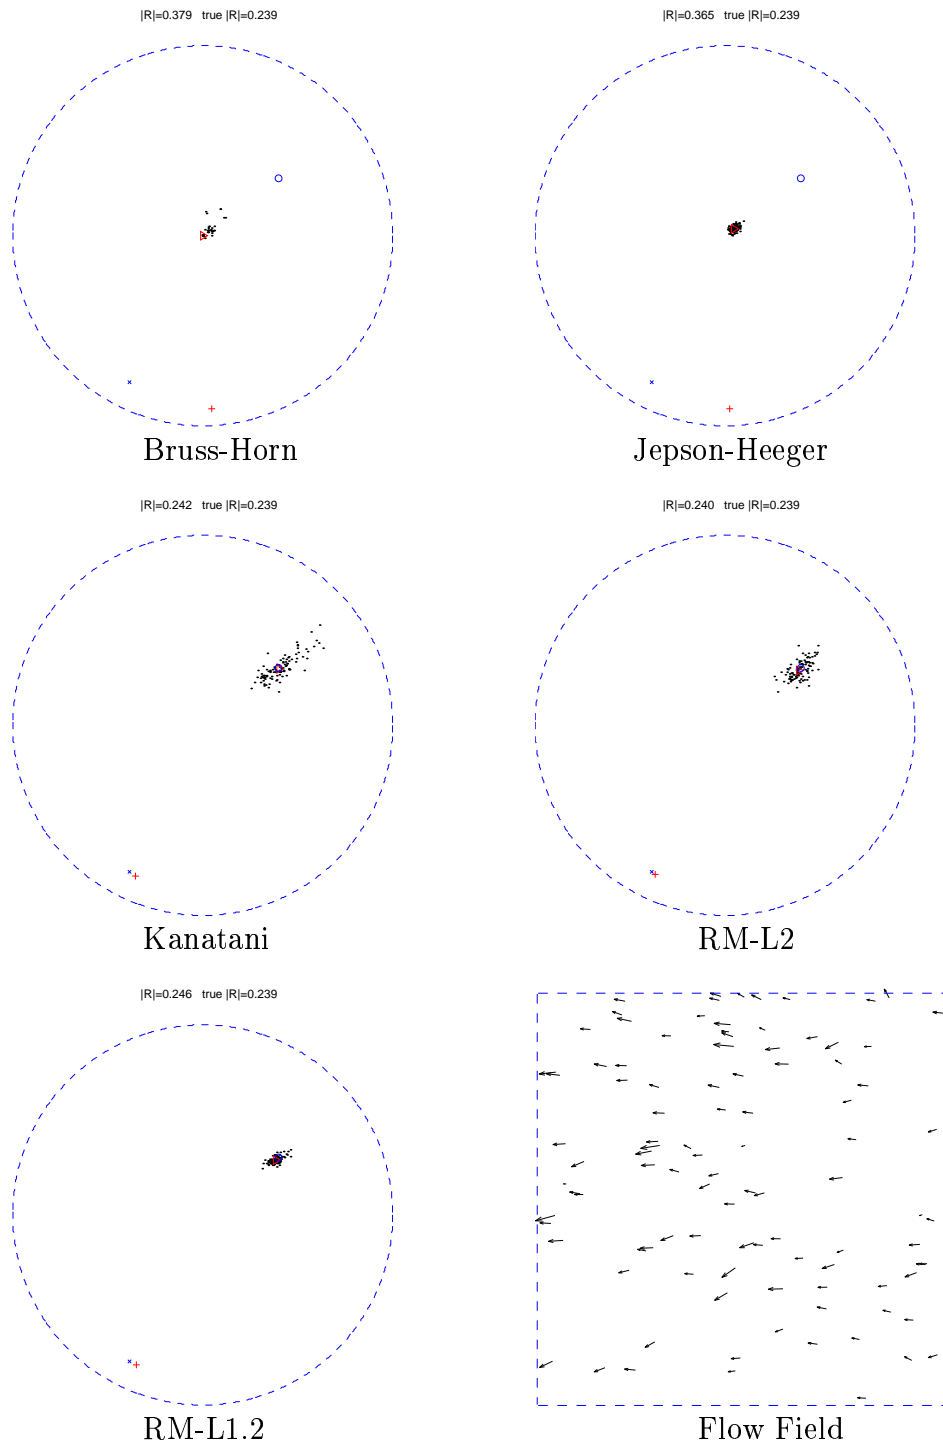 |R|=0.379 true |R|=0.239
|R|=0.365 true |R|=0.239
Bruss-Horn
Jepson-Heeger
|R|=0.242 true |R|=0.239
|R|=0.240 true |R|=0.239
Kanatani
RM-L2
|R|=0.246 true |R|=0.239
RM-L1.2
Flow Field